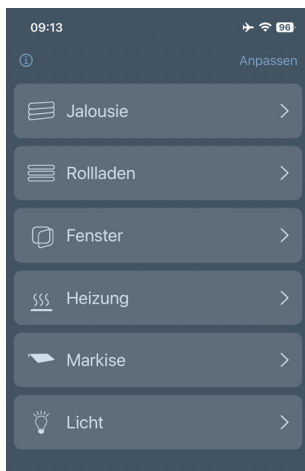 09:13
96
Anpassen
Jalousie
Rollladen
Fenster
Heizung
Markise
Licht